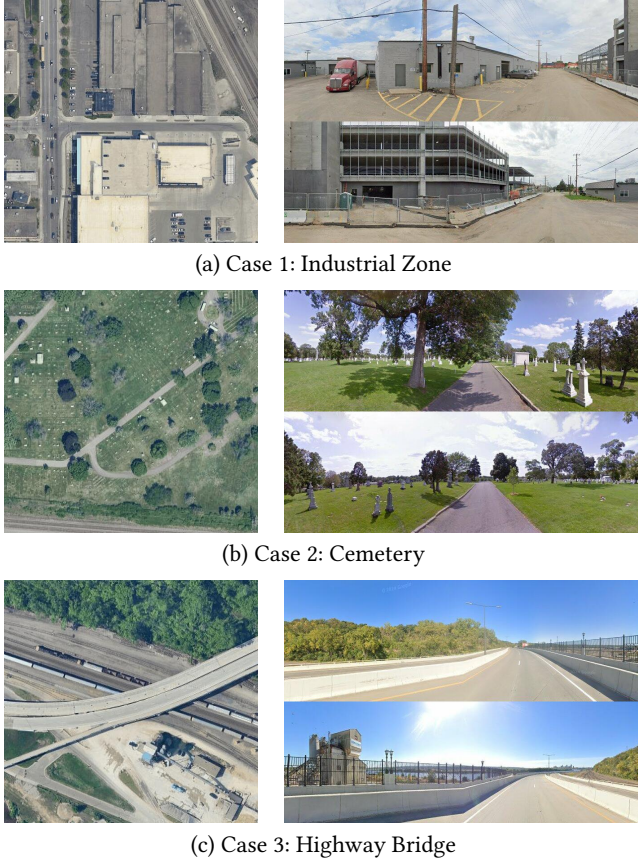 (a) Case 1: Industrial Zone
(b) Case 2: Cemetery
(c) Case 3: Highway Bridge